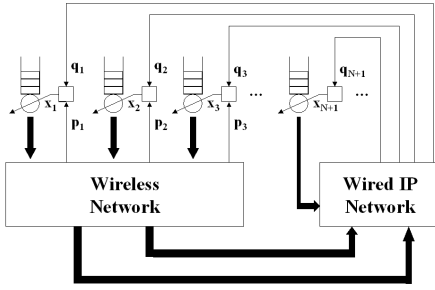 q1 q2 q3 qN+1
... ...
x1 x2 x3 xN+1
p1 p2 p3
Wireless
Network
Wired IP
Network